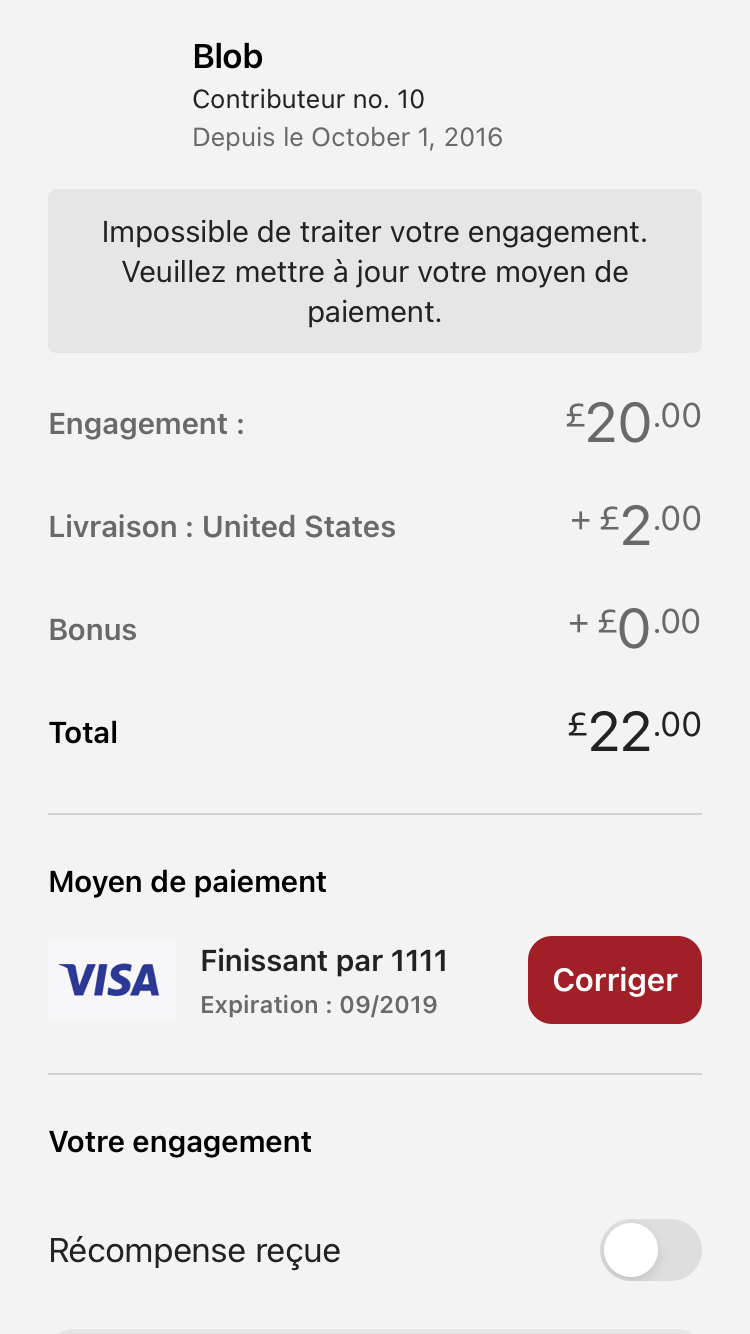 Blob
Contributeur no. 10
Depuis le October 1, 2016
Impossible de traiter votre engagement.
Veuillez mettre à jour votre moyen de
paiement.
Engagement : £20.00
Livraison : United States + £2.00
Bonus + £0.00
Total £22.00
Moyen de paiement
VISA
Finissant par 1111
Expiration : 09/2019
Corriger
Votre engagement
Récompense reçue